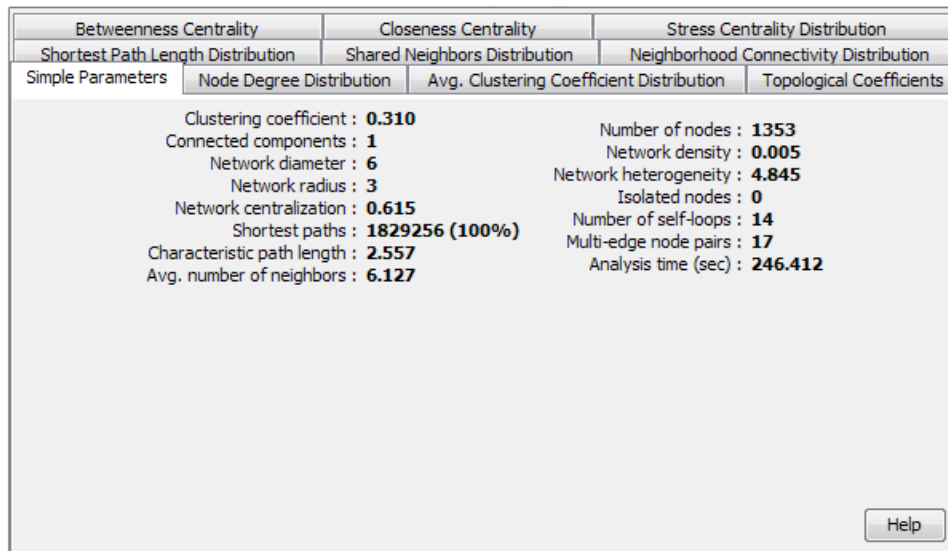 Betweenness Centrality Closeness Centrality Stress Centrality Distribution
Shortest Path Length Distribution Shared Neighbors Distribution Neighborhood Connectivity Distribution
Simple Parameters Node Degree Distribution Avg. Clustering Coefficient Distribution Topological Coefficients
Clustering coefficient : 0.310
Connected components : 1
Network diameter : 6
Network radius : 3
Network centralization : 0.615
Shortest paths : 1829256 (100%)
Characteristic path length : 2.557
Avg. number of neighbors : 6.127
Number of nodes : 1353
Network density : 0.005
Network heterogeneity : 4.845
Isolated nodes : 0
Number of self-loops : 14
Multi-edge node pairs : 17
Analysis time (sec) : 246.412
Help